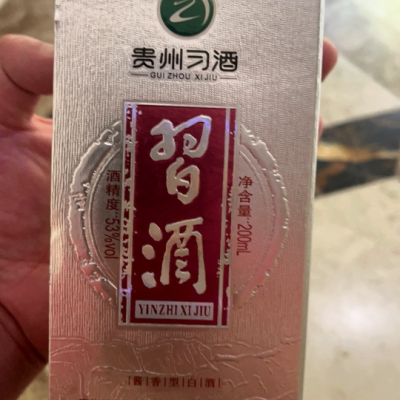 贵州习酒
GUI ZHOU XI JIU
習酒
酒精度:53%vol
净含量:200mL
YINZHI XI JIU
酱香型白酒